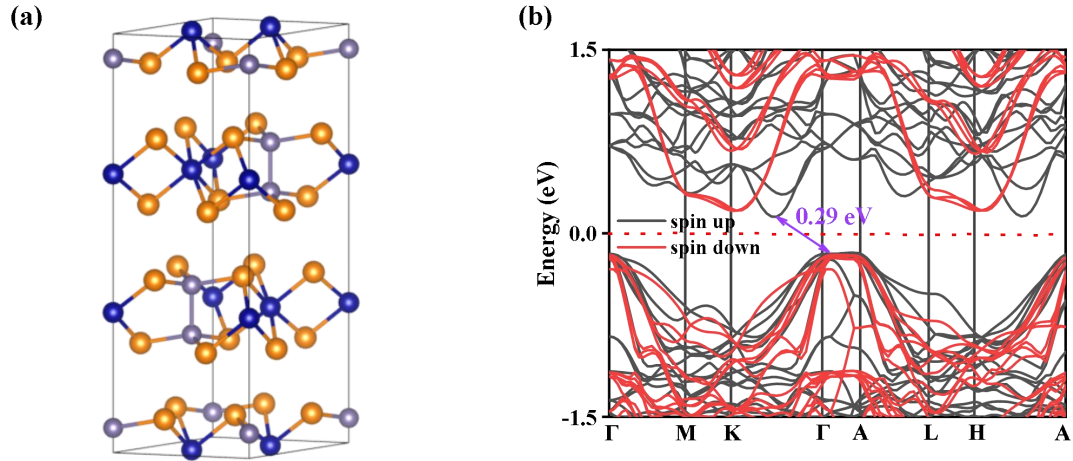 (a)
(b)
Energy (eV)
1.5
0.0
-1.5
0.29 eV
spin up
spin down
Γ M K Γ A L H A